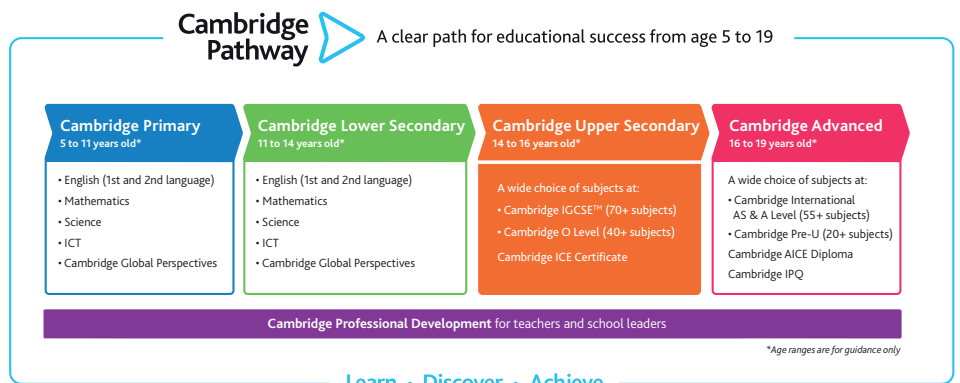 Cambridge
Pathway
A clear path for educational success from age 5 to 19
Cambridge Primary
5 to 11 years old*
• English (1st and 2nd language)
• Mathematics
• Science
• ICT
• Cambridge Global Perspectives
Cambridge Lower Secondary
11 to 14 years old*
• English (1st and 2nd language)
• Mathematics
• Science
• ICT
• Cambridge Global Perspectives
Cambridge Upper Secondary
14 to 16 years old*
A wide choice of subjects at:
• Cambridge IGCSE™ (70+ subjects)
• Cambridge O Level (40+ subjects)
Cambridge ICE Certificate
Cambridge Advanced
16 to 19 years old*
A wide choice of subjects at:
• Cambridge International
AS & A Level (55+ subjects)
• Cambridge Pre-U (20+ subjects)
Cambridge AICE Diploma
Cambridge IPQ
Cambridge Professional Development for teachers and school leaders
*Age ranges are for guidance only
Learn • Discover • Achieve